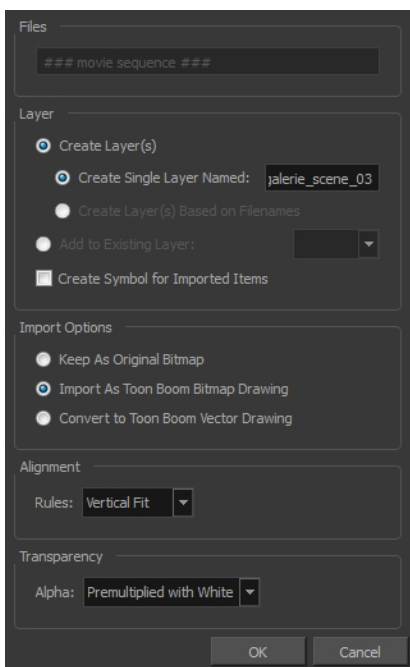 Files
### movie sequence ###
Layer
Create Layer(s)
Create Single Layer Named: galerie_scene_03
Create Layer(s) Based on Filenames
Add to Existing Layer:
Create Symbol for Imported Items
Import Options
Keep As Original Bitmap
Import As Toon Boom Bitmap Drawing
Convert to Toon Boom Vector Drawing
Alignment
Rules: Vertical Fit
Transparency
Alpha: Premultiplied with White
OK Cancel